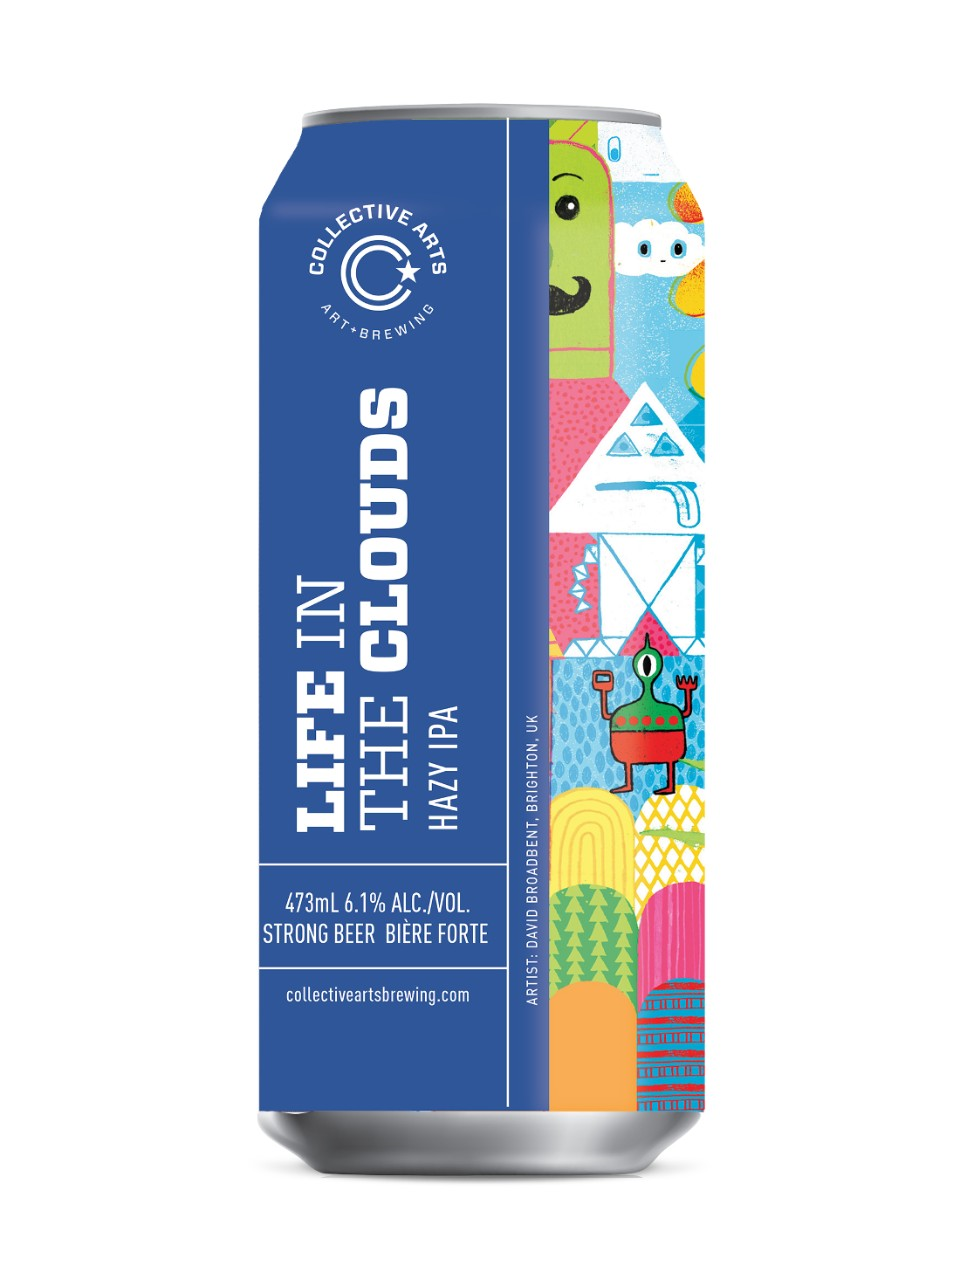 COLLECTIVE ARTS
ART+BREWING
LIFE IN
THE CLOUDS
HAZY IPA
473mL 6.1% ALC./VOL.
STRONG BEER BIÈRE FORTE
collectiveartsbrewing.com
ARTIST: DAVID BROADBENT, BRIGHTON, UK